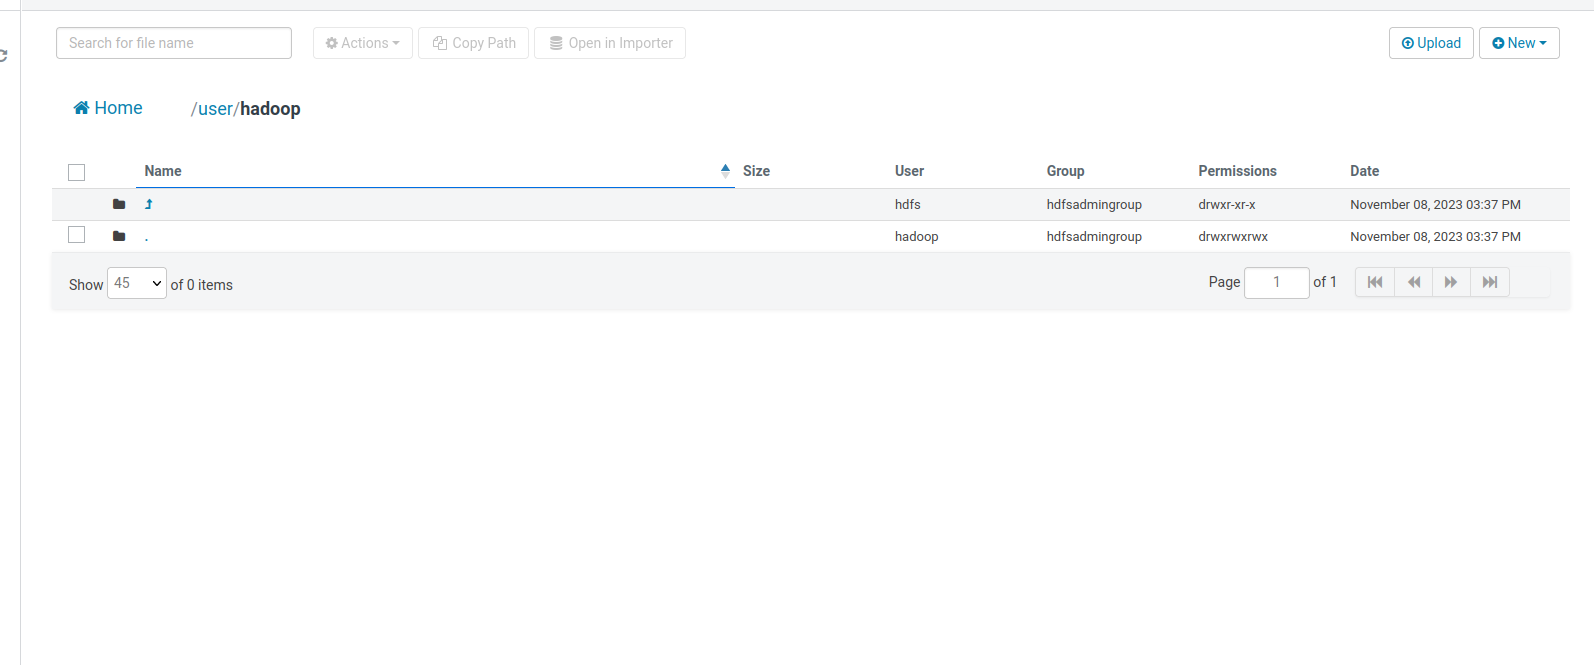 Search for file name Actions Copy Path Open in Importer Upload New
Home /user/hadoop
Name Size User Group Permissions Date
hdfs hdfsadmingroup drwxr-xr-x November 08, 2023 03:37 PM
. hadoop hdfsadmingroup drwxrwxrwx November 08, 2023 03:37 PM
Show 45 of 0 items Page 1 of 1